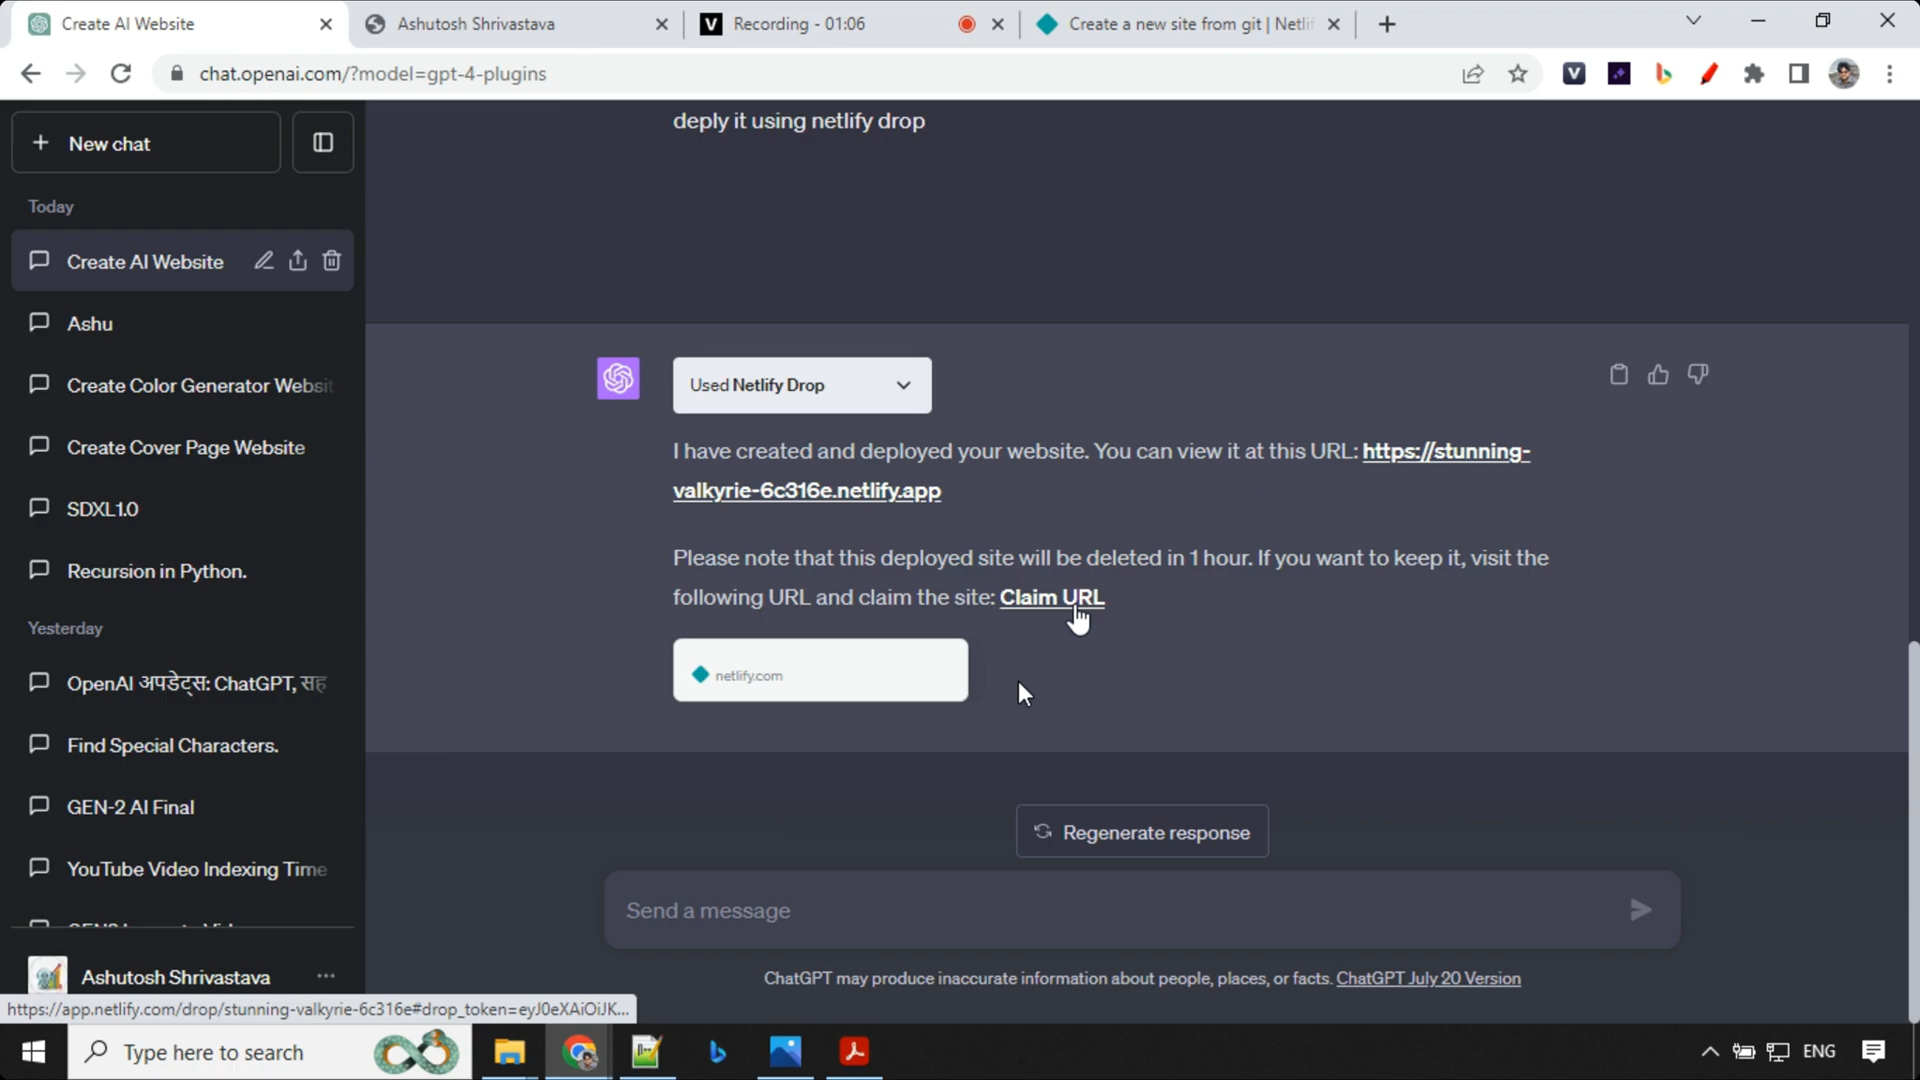 Create AI Website
Ashutosh Shrivastava
Recording - 01:06
Create a new site from git | Netlif
chat.openai.com/?model=gpt-4-plugins
New chat
Today
Create AI Website
Ashu
Create Color Generator Websit
Create Cover Page Website
SDXL1.0
Recursion in Python.
Yesterday
OpenAI अपडेट्स: ChatGPT, सह
Find Special Characters.
GEN-2 AI Final
YouTube Video Indexing Time
Ashutosh Shrivastava
deply it using netlify drop
Used Netlify Drop
I have created and deployed your website. You can view it at this URL: https://stunning-
valkyrie-6c316e.netlify.app
Please note that this deployed site will be deleted in 1 hour. If you want to keep it, visit the
following URL and claim the site: Claim URL
netlify.com
Regenerate response
Send a message
ChatGPT may produce inaccurate information about people, places, or facts. ChatGPT July 20 Version
https://app.netlify.com/drop/stunning-valkyrie-6c316e#drop_token=eyJ0eXAiOiJK...
Type here to search
ENG